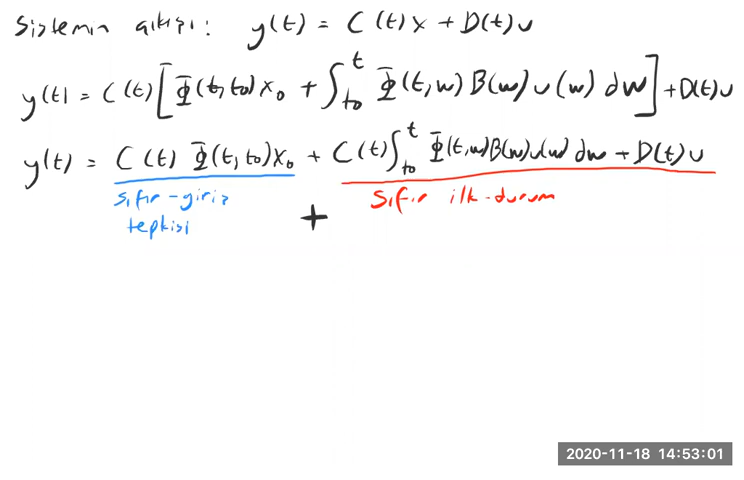 Sistemin çıkışı: y(t) = C(t)x + D(t)u
y(t) = C(t)[Φ(t,t₀)x₀ + ∫_{t₀}^{t} Φ(t,w)B(w)u(w)dw] + D(t)u
y(t) = C(t)Φ(t,t₀)x₀ + C(t)∫_{t₀}^{t} Φ(t,w)B(w)u(w)dw + D(t)u
sıfır-giriş + sıfır ilk-durum
tepkisi
2020-11-18 14:53:01